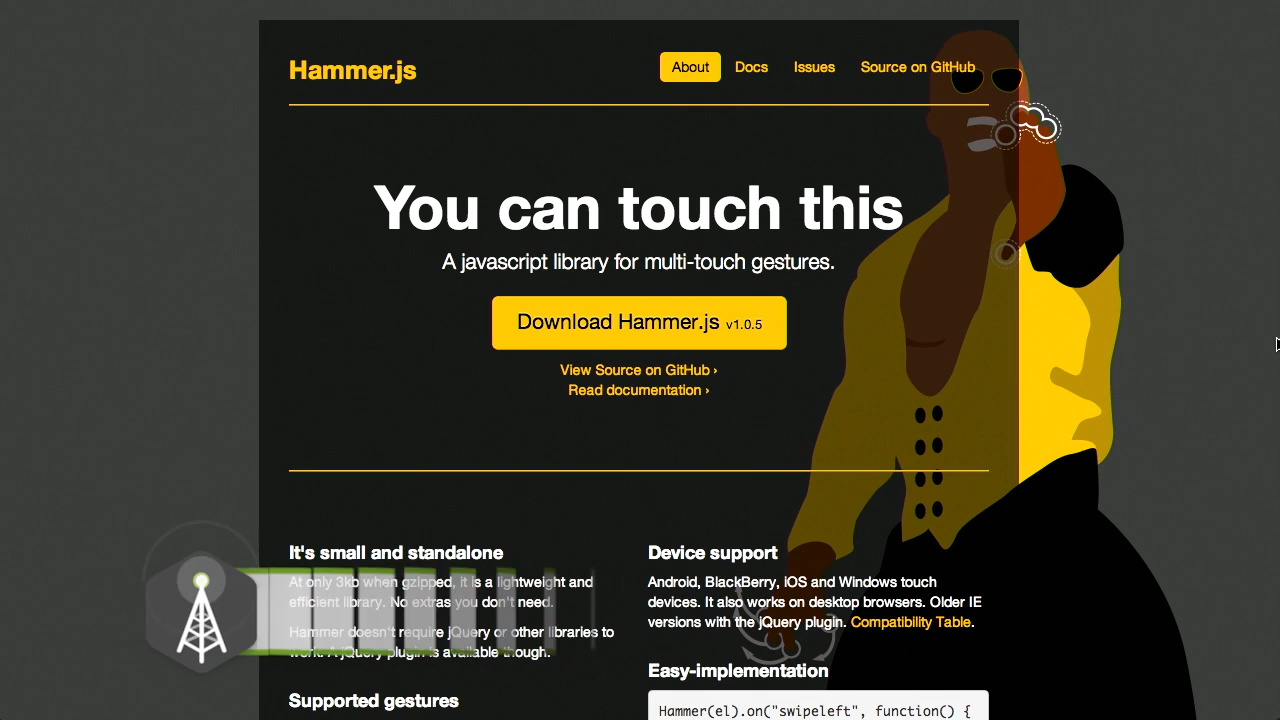 Hammer.js
About Docs Issues Source on GitHub
You can touch this
A javascript library for multi-touch gestures.
Download Hammer.js v1.0.5
View Source on GitHub ›
Read documentation ›
It's small and standalone
At only 3kb when gzipped, it is a lightweight and
efficient library. No extras you don't need.
Hammer doesn't require jQuery or other libraries to
work. A jQuery plugin is available though.
Supported gestures
Device support
Android, BlackBerry, iOS and Windows touch
devices. It also works on desktop browsers. Older IE
versions with the jQuery plugin. Compatibility Table.
Easy-implementation
Hammer(el).on("swipeleft", function() {